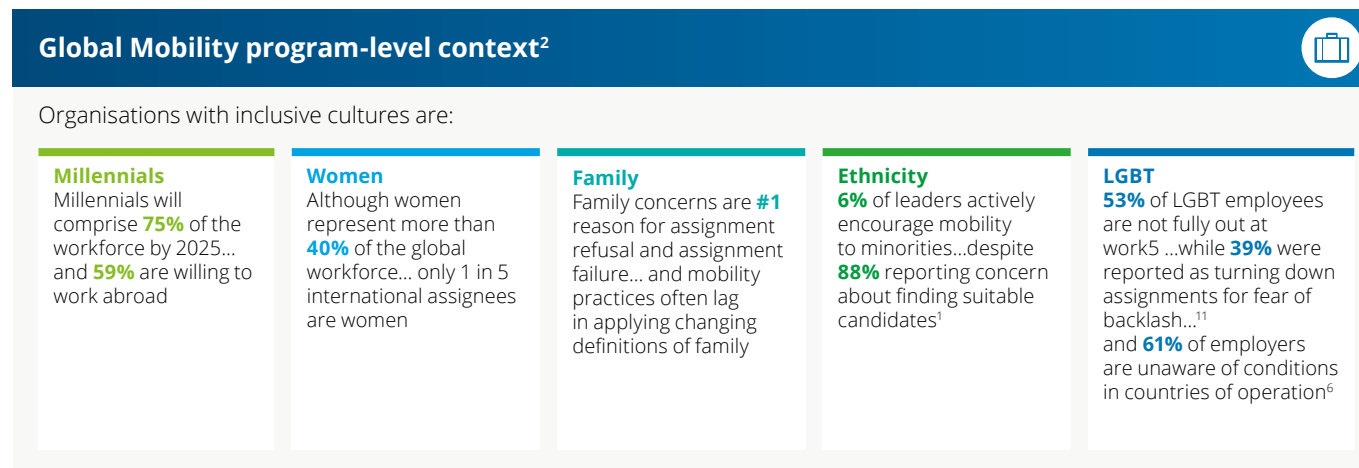 Global Mobility program-level context²
Organisations with inclusive cultures are:
Millennials
Millennials will
comprise 75% of the
workforce by 2025...
and 59% are willing to
work abroad
Women
Although women
represent more than
40% of the global
workforce... only 1 in 5
international assignees
are women
Family
Family concerns are #1
reason for assignment
refusal and assignment
failure... and mobility
practices often lag
in applying changing
definitions of family
Ethnicity
6% of leaders actively
encourage mobility
to minorities...despite
88% reporting concern
about finding suitable
candidates¹
LGBT
53% of LGBT employees
are not fully out at
work5 ...while 39% were
reported as turning down
assignments for fear of
backlash...¹¹
and 61% of employers
are unaware of conditions
in countries of operation⁶